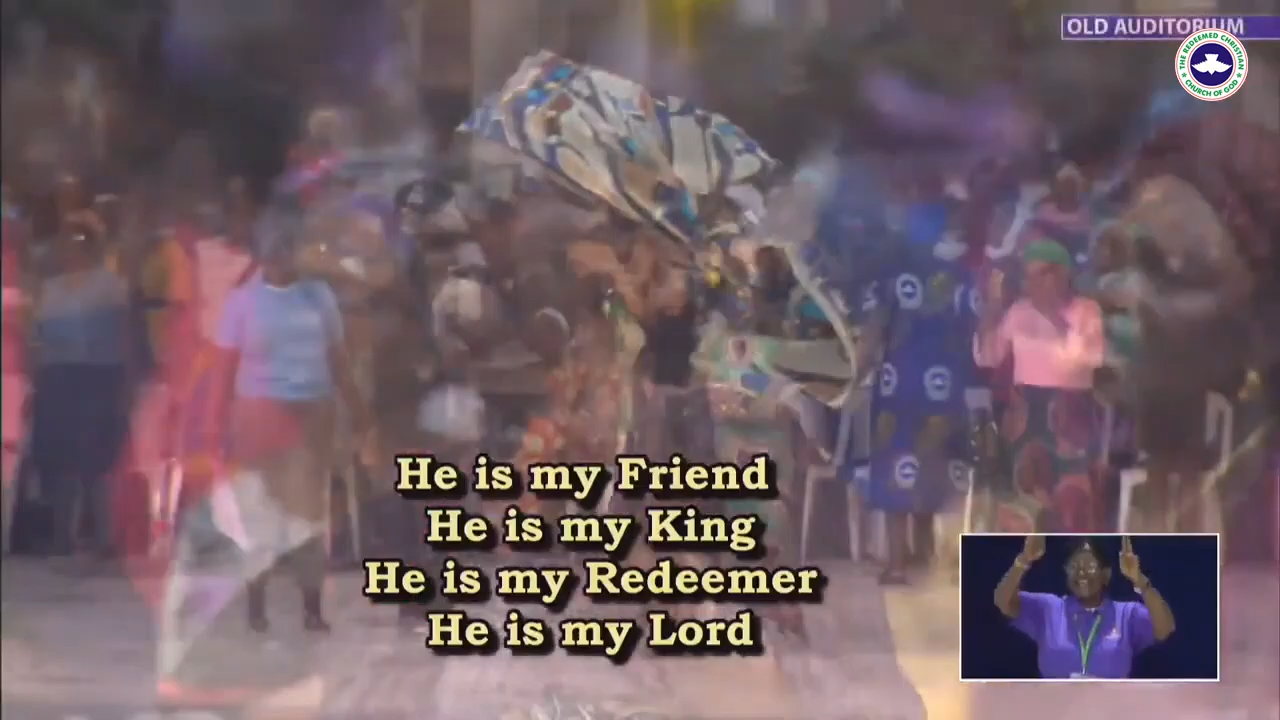 OLD AUDITORIUM
THE REDEEMED CHRISTIAN
CHURCH OF GOD
He is my Friend
He is my King
He is my Redeemer
He is my Lord